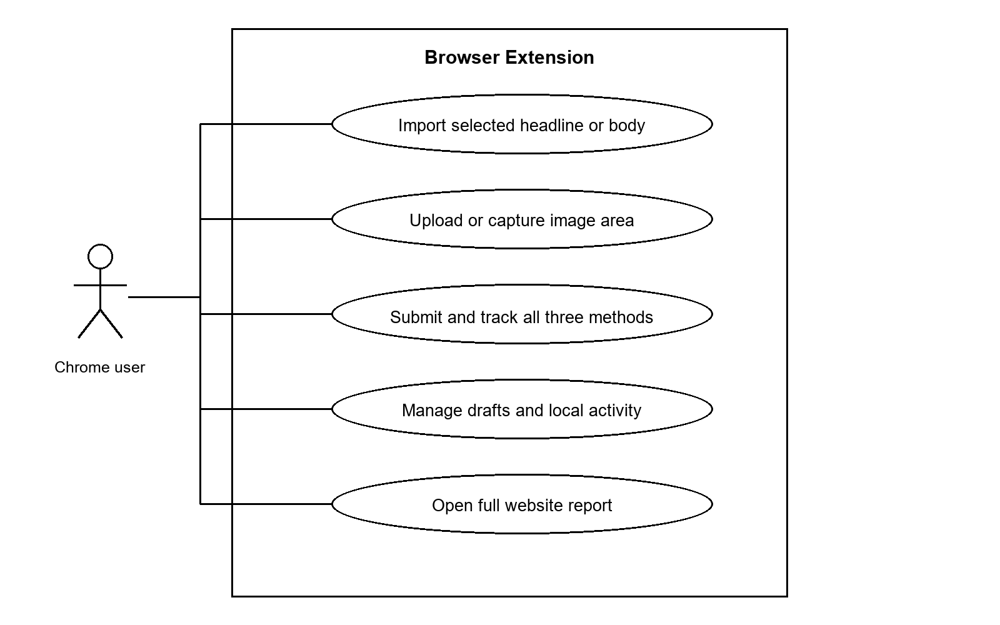 Browser Extension
Import selected headline or body
Upload or capture image area
Submit and track all three methods
Chrome user
Manage drafts and local activity
Open full website report